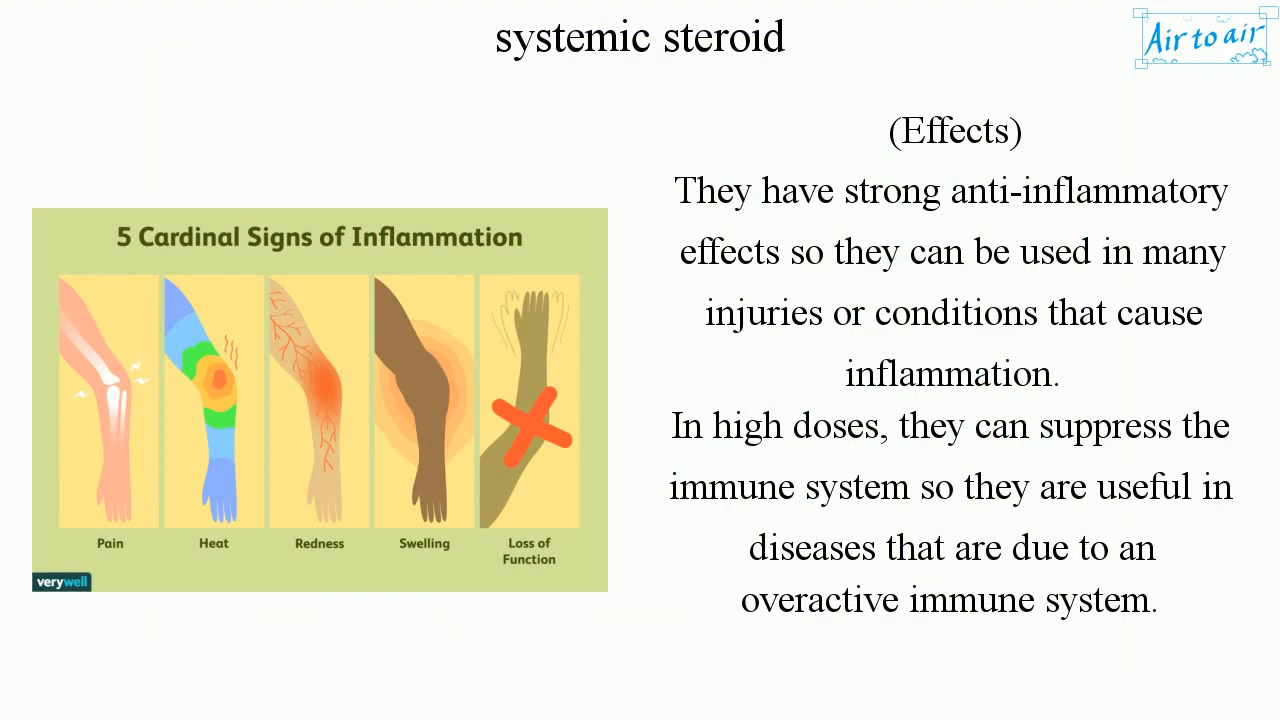 systemic steroid
Air to air
(Effects)
They have strong anti-inflammatory
effects so they can be used in many
injuries or conditions that cause
inflammation.
In high doses, they can suppress the
immune system so they are useful in
diseases that are due to an
overactive immune system.
5 Cardinal Signs of Inflammation
Pain
Heat
Redness
Swelling
Loss of
Function
verywell